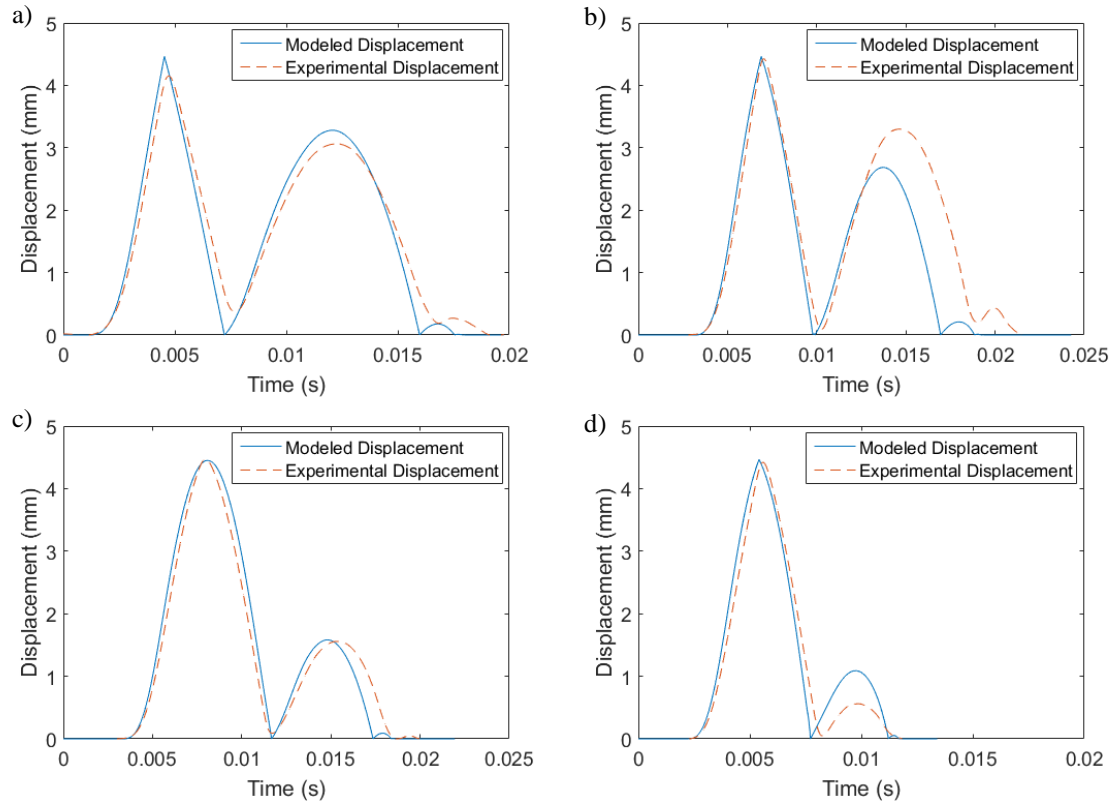 a)
5
4
3
2
1
0
Displacement (mm)
0 0.005 0.01 0.015 0.02
Time (s)
Modeled Displacement
Experimental Displacement
b)
5
4
3
2
1
0
Displacement (mm)
0 0.005 0.01 0.015 0.02 0.025
Time (s)
Modeled Displacement
Experimental Displacement
c)
5
4
3
2
1
0
Displacement (mm)
0 0.005 0.01 0.015 0.02 0.025
Time (s)
Modeled Displacement
Experimental Displacement
d)
5
4
3
2
1
0
Displacement (mm)
0 0.005 0.01 0.015 0.02
Time (s)
Modeled Displacement
Experimental Displacement